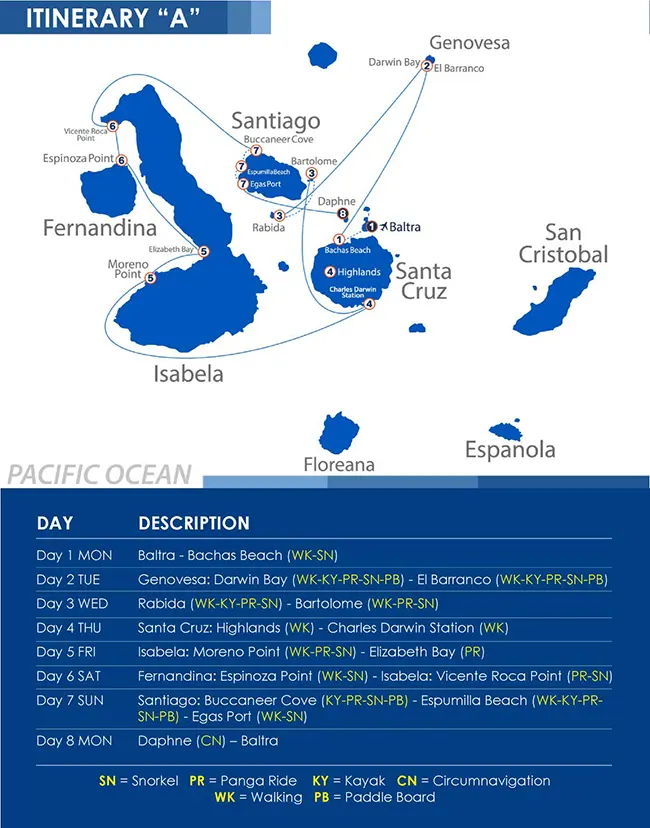 ITINERARY "A"
Genovesa
Darwin Bay
2
El Barranco
Santiago
Buccaneer Cove
7
Bartolome
3
7
Espumilla Beach
7
Egas Port
6
Vicente Roca
Point
Espinoza Point
6
Fernandina
Daphne
8
3
Rabida
1
Baltra
1
Bachas Beach
4
Highlands
Charles Darwin
Station
4
Santa
Cruz
San
Cristobal
Elizabeth Bay
5
Moreno
Point
5
Isabela
Floreana
Espanola
PACIFIC OCEAN
DAY DESCRIPTION
Day 1 MON Baltra - Bachas Beach (WK-SN)
Day 2 TUE Genovesa: Darwin Bay (WK-KY-PR-SN-PB) - El Barranco (WK-KY-PR-SN-PB)
Day 3 WED Rabida (WK-KY-PR-SN) - Bartolome (WK-PR-SN)
Day 4 THU Santa Cruz: Highlands (WK) - Charles Darwin Station (WK)
Day 5 FRI Isabela: Moreno Point (WK-PR-SN) - Elizabeth Bay (PR)
Day 6 SAT Fernandina: Espinoza Point (WK-SN) - Isabela: Vicente Roca Point (PR-SN)
Day 7 SUN Santiago: Buccaneer Cove (KY-PR-SN-PB) - Espumilla Beach (WK-KY-PR-
SN-PB) - Egas Port (WK-SN)
Day 8 MON Daphne (CN) – Baltra
SN = Snorkel PR = Panga Ride KY = Kayak CN = Circumnavigation
WK = Walking PB = Paddle Board